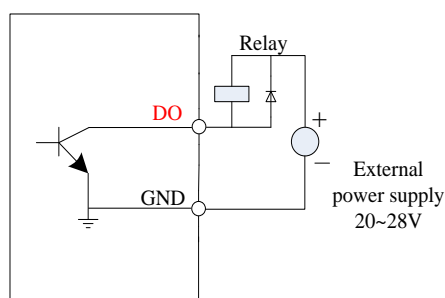 Relay
DO
+
−
GND
External
power supply
20~28V